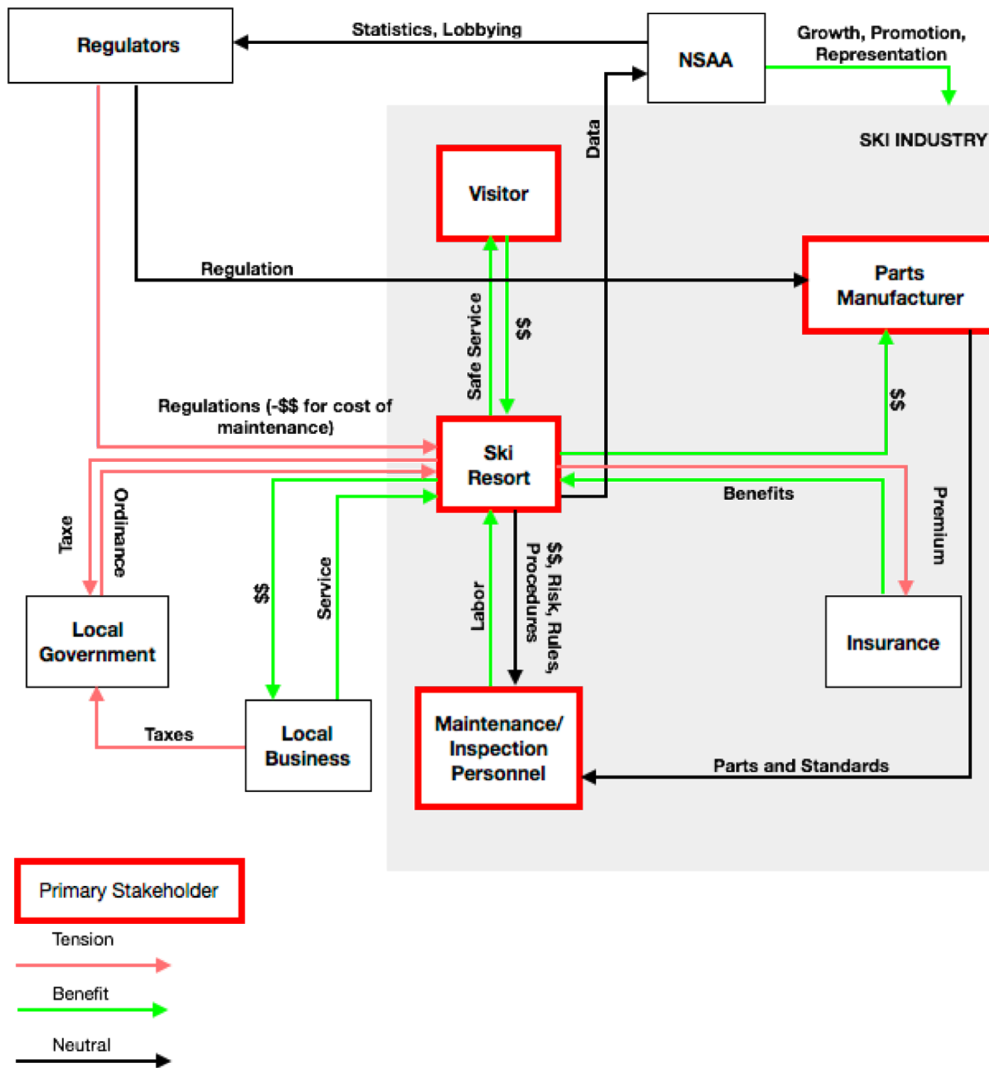 Regulators
Statistics, Lobbying
NSAA
Growth, Promotion,
Representation
SKI INDUSTRY
Data
Visitor
Regulation
Parts
Manufacturer
Safe Service
$$
$$
Regulations (-$$ for cost of
maintenance)
Ski
Resort
Benefits
Premium
Taxe
Ordinance
$$
Service
Labor
$$, Risk, Rules,
Procedures
Local
Government
Insurance
Taxes
Local
Business
Maintenance/
Inspection
Personnel
Parts and Standards
Primary Stakeholder
Tension
Benefit
Neutral